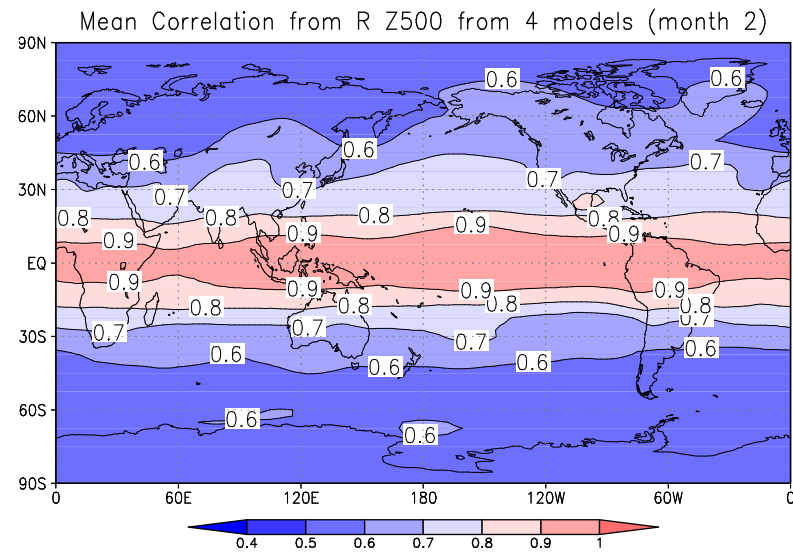 Mean Correlation from R Z500 from 4 models (month 2)
90N
0.6 0.6
60N
0.6 0.6 0.7
30N 0.7 0.7 0.7
0.8 0.8 0.8 0.8
0.9 0.9 0.9 0.9
EQ
0.9 0.9 0.9 0.9
0.8 0.8 0.8 0.8
0.7 0.7 0.7
30S 0.7
0.6 0.6 0.6 0.6
60S
0.6 0.6
90S
0 60E 120E 180 120W 60W 0
0.4 0.5 0.6 0.7 0.8 0.9 1